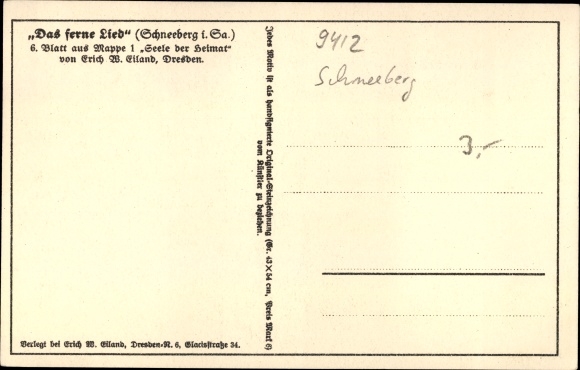 „Das ferne Lied“ (Schneeberg i. Sa.)
6. Blatt aus Mappe 1 „Seele der Heimat“
von Erich W. Eiland, Dresden.
Jedes Motiv ist als handsignierte Original-Steinzeichnung (Gr. 43×54 cm, Preis Mark 6)
vom Künstler zu beziehen.
9412
Schneeberg
3,-
Verlegt bei Erich W. Eiland, Dresden-N. 6, Glacisstraße 34.